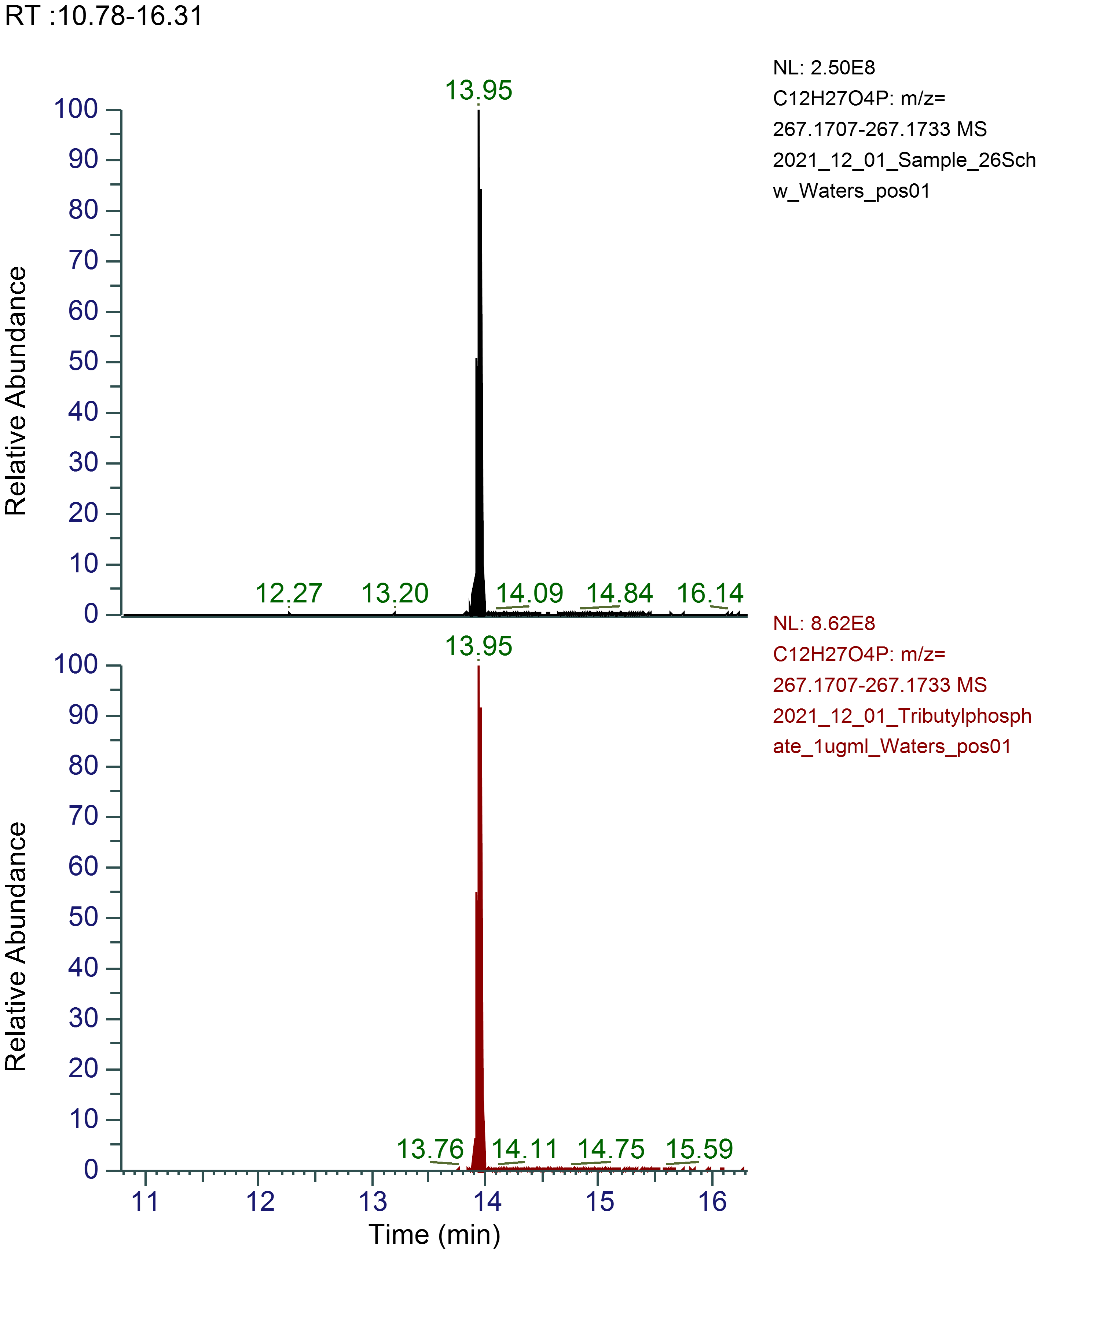 RT :10.78-16.31
NL: 2.50E8
C12H27O4P: m/z=
267.1707-267.1733 MS
2021_12_01_Sample_26Sch
w_Waters_pos01
13.95
100
90
80
70
60
50
40
30
20
10
0
Relative Abundance
12.27 13.20 14.09 14.84 16.14
NL: 8.62E8
C12H27O4P: m/z=
267.1707-267.1733 MS
2021_12_01_Tributylphosph
ate_1ugml_Waters_pos01
13.95
100
90
80
70
60
50
40
30
20
10
0
Relative Abundance
13.76 14.11 14.75 15.59
11 12 13 14 15 16
Time (min)